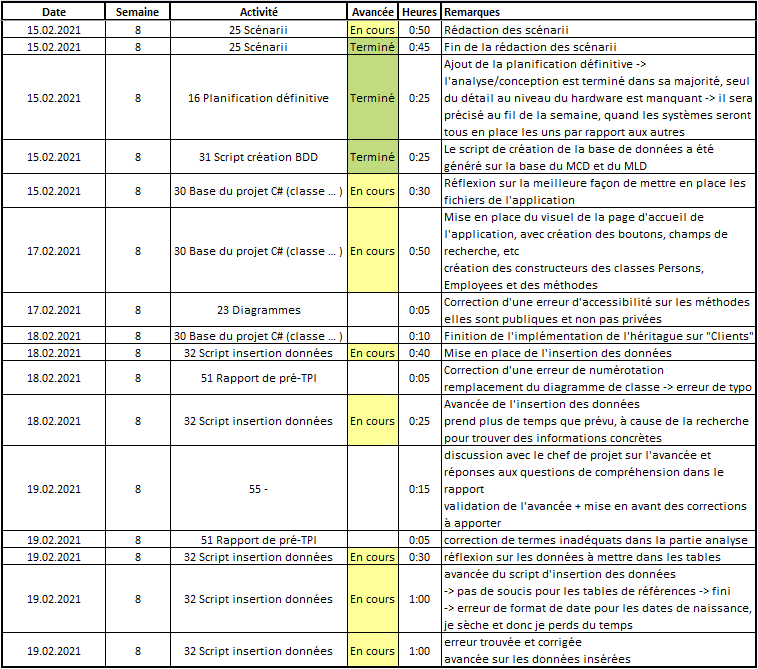 Date Semaine Activité Avancée Heures Remarques
15.02.2021 8 25 Scénarii En cours 0:50 Rédaction des scénarii
15.02.2021 8 25 Scénarii Terminé 0:45 Fin de la rédaction des scénarii
15.02.2021 8 16 Planification définitive Terminé 0:25 Ajout de la planification définitive ->
l'analyse/conception est terminé dans sa majorité, seul
du détail au niveau du hardware est manquant -> il sera
précisé au fil de la semaine, quand les systèmes seront
tous en place les uns par rapport aux autres
15.02.2021 8 31 Script création BDD Terminé 0:25 Le script de création de la base de données a été
généré sur la base du MCD et du MLD
15.02.2021 8 30 Base du projet C# (classe ... ) En cours 0:30 Réflexion sur la meilleure façon de mettre en place les
fichiers de l'application
17.02.2021 8 30 Base du projet C# (classe ... ) En cours 0:50 Mise en place du visuel de la page d'accueil de
l'application, avec création des boutons, champs de
recherche, etc
création des constructeurs des classes Persons,
Employees et des méthodes
17.02.2021 8 23 Diagrammes 0:05 Correction d'une erreur d'accessibilité sur les méthodes
elles sont publiques et non pas privées
18.02.2021 8 30 Base du projet C# (classe ... ) 0:10 Finition de l'implémentation de l'héritage sur "Clients"
18.02.2021 8 32 Script insertion données En cours 0:40 Mise en place de l'insertion des données
18.02.2021 8 51 Rapport de pré-TPI 0:05 Correction d'une erreur de numérotation
remplacement du diagramme de classe -> erreur de typo
18.02.2021 8 32 Script insertion données En cours 0:25 Avancée de l'insertion des données
prend plus de temps que prévu, à cause de la recherche
pour trouver des informations concrètes
19.02.2021 8 55 - 0:15 discussion avec le chef de projet sur l'avancée et
réponses aux questions de compréhension dans le
rapport
validation de l'avancée + mise en avant des corrections
à apporter
19.02.2021 8 51 Rapport de pré-TPI 0:05 correction de termes inadéquats dans la partie analyse
19.02.2021 8 32 Script insertion données En cours 0:30 réflexion sur les données à mettre dans les tables
19.02.2021 8 32 Script insertion données En cours 1:00 avancée du script d'insertion des données
-> pas de soucis pour les tables de références -> fini
-> erreur de format de date pour les dates de naissance,
je sèche et donc je perds du temps
19.02.2021 8 32 Script insertion données En cours 1:00 erreur trouvée et corrigée
avancée sur les données insérées